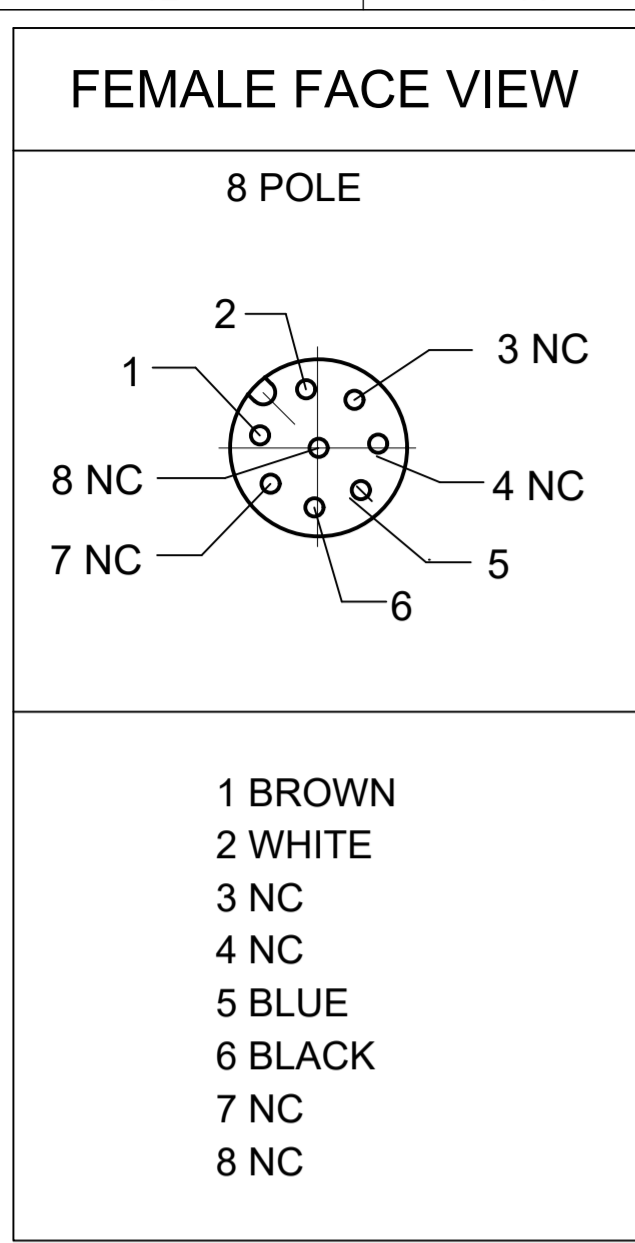 FEMALE FACE VIEW
8 POLE
2
3 NC
1
8 NC
4 NC
7 NC
5
6
1 BROWN
2 WHITE
3 NC
4 NC
5 BLUE
6 BLACK
7 NC
8 NC